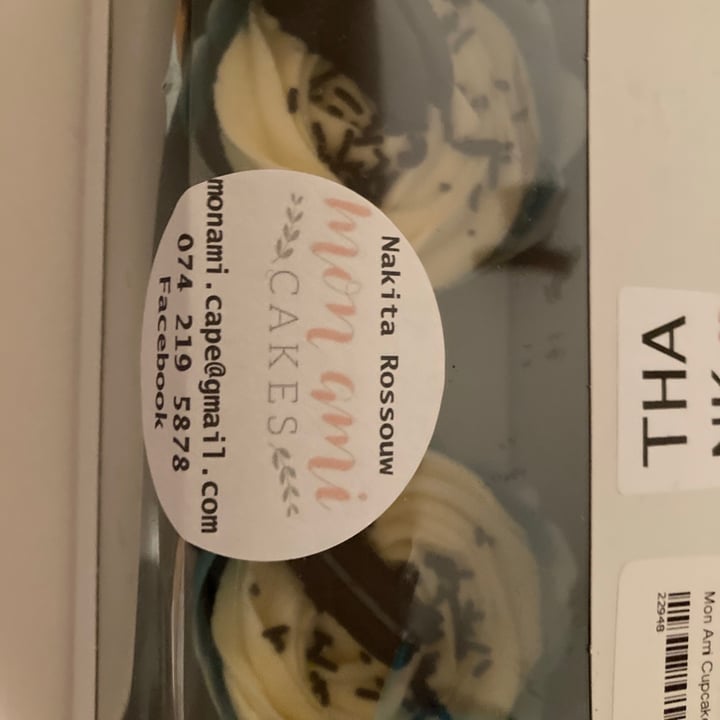 Nakita Rossouw
mon ami
CAKES
monami.cape@gmail.com
074 219 5878
Facebook
THA
Mon Ami Cupcak
22948